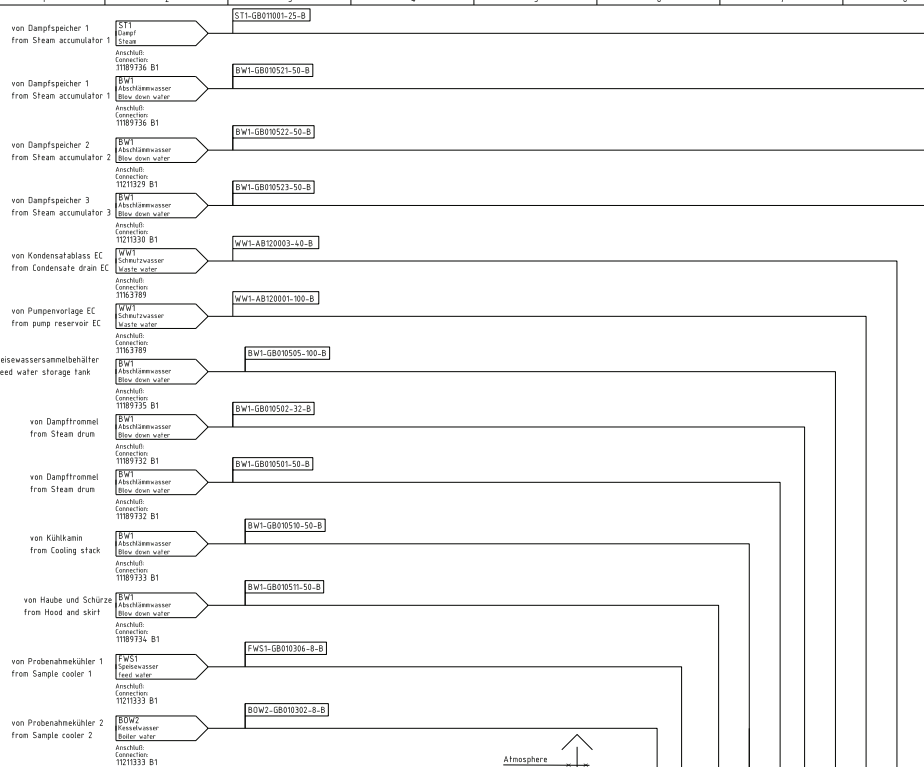 ST1-GB011001-25-B
von Dampfspeicher 1
from Steam accumulator 1
ST1
Dampf
Steam
Anschluß:
Connection:
11189736 B1
BW1-GB010521-50-B
von Dampfspeicher 1
from Steam accumulator 1
BW1
Abschlämmwasser
Blow down water
Anschluß:
Connection:
11189736 B1
BW1-GB010522-50-B
von Dampfspeicher 2
from Steam accumulator 2
BW1
Abschlämmwasser
Blow down water
Anschluß:
Connection:
11211329 B1
BW1-GB010523-50-B
von Dampfspeicher 3
from Steam accumulator 3
BW1
Abschlämmwasser
Blow down water
Anschluß:
Connection:
11211330 B1
WW1-AB120003-40-B
von Kondensatablass EC
from Condensate drain EC
WW1
Schmutzwasser
Waste water
Anschluß:
Connection:
11163789
WW1-AB120001-100-B
von Pumpenvorlage EC
from pump reservoir EC
WW1
Schmutzwasser
Waste water
Anschluß:
Connection:
11163789
BW1-GB010505-100-B
eisewassersammelbehälter
eed water storage tank
BW1
Abschlämmwasser
Blow down water
Anschluß:
Connection:
11189735 B1
BW1-GB010502-32-B
von Dampftrommel
from Steam drum
BW1
Abschlämmwasser
Blow down water
Anschluß:
Connection:
11189732 B1
BW1-GB010501-50-B
von Dampftrommel
from Steam drum
BW1
Abschlämmwasser
Blow down water
Anschluß:
Connection:
11189732 B1
BW1-GB010510-50-B
von Kühlkamin
from Cooling stack
BW1
Abschlämmwasser
Blow down water
Anschluß:
Connection:
11189733 B1
BW1-GB010511-50-B
von Haube und Schürze
from Hood and skirt
BW1
Abschlämmwasser
Blow down water
Anschluß:
Connection:
11189734 B1
FWS1-GB010306-8-B
von Probenahmekühler 1
from Sample cooler 1
FWS1
Speisewasser
feed water
Anschluß:
Connection:
11211333 B1
BOW2-GB010302-8-B
von Probenahmekühler 2
from Sample cooler 2
BOW2
Kesselwasser
Boiler water
Anschluß:
Connection:
11211333 B1
Atmosphere